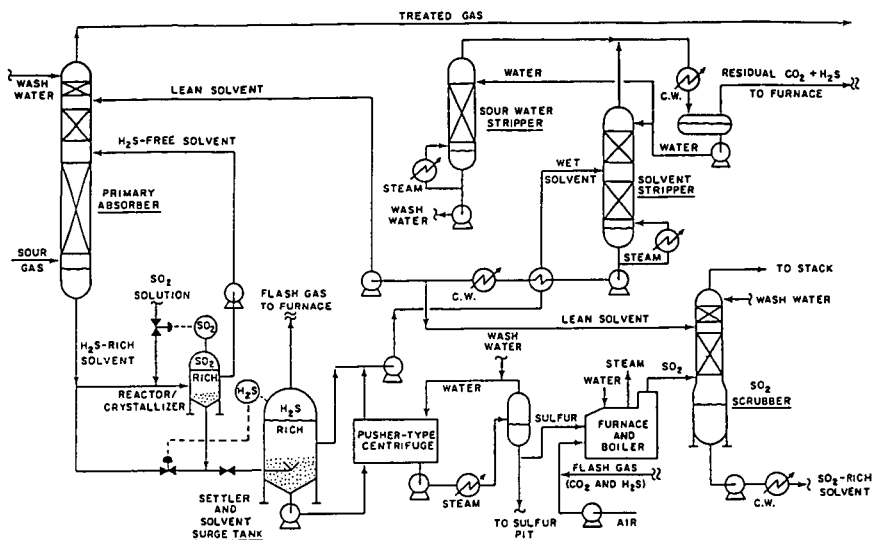 TREATED GAS
WASH
WATER
LEAN SOLVENT
H₂S-FREE SOLVENT
PRIMARY
ABSORBER
SOUR
GAS
SO₂
SOLUTION
H₂S-RICH
SOLVENT
SO₂
SO₂
RICH
REACTOR/
CRYSTALLIZER
H₂S
FLASH GAS
TO FURNACE
H₂S
RICH
SETTLER
AND
SOLVENT
SURGE TANK
WATER
SOUR WATER
STRIPPER
STEAM
WASH
WATER
WET
SOLVENT
C.W.
RESIDUAL CO₂ + H₂S
TO FURNACE
WATER
SOLVENT
STRIPPER
STEAM
C.W.
LEAN SOLVENT
TO STACK
WASH WATER
WASH
WATER
WATER
PUSHER-TYPE
CENTRIFUGE
STEAM
SULFUR
TO SULFUR
PIT
STEAM
WATER
FURNACE
AND
BOILER
SO₂
FLASH GAS
(CO₂ AND H₂S)
AIR
SO₂
SCRUBBER
SO₂-RICH
SOLVENT
C.W.